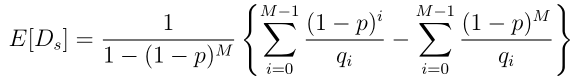 $E[D_s] = \frac{1}{1-(1-p)^M} \left\{ \sum_{i=0}^{M-1} \frac{(1-p)^i}{q_i} - \sum_{i=0}^{M-1} \frac{(1-p)^M}{q_i} \right\}$